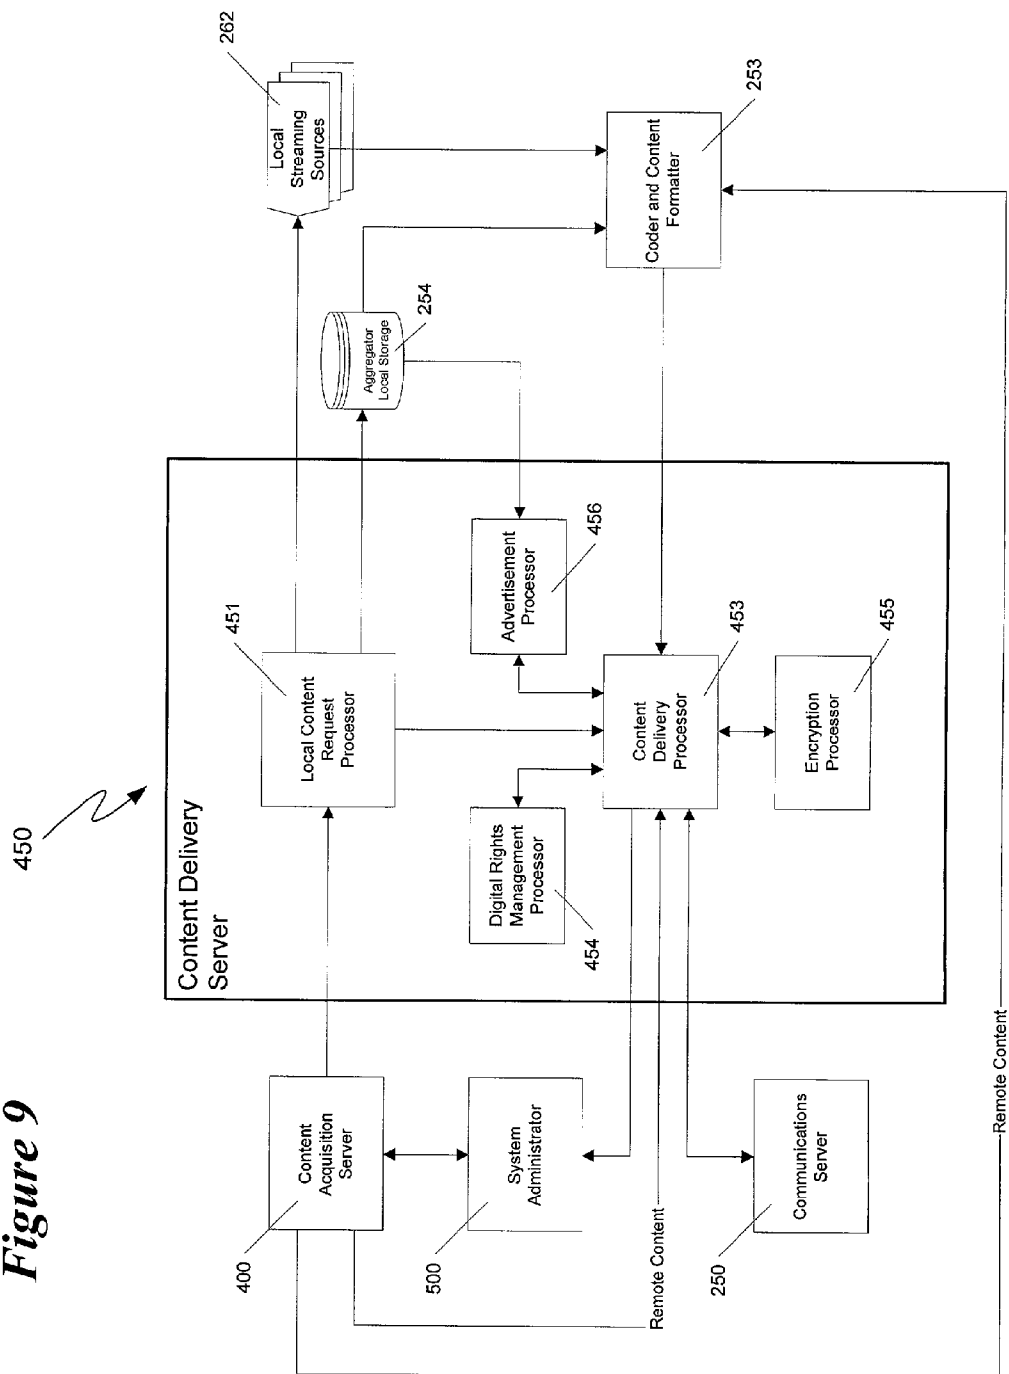 Figure 9
450
Content Delivery
Server
Content
Acquisition
Server
400
System
Administrator
500
Communications
Server
250
Local Content
Request
Processor
451
Digital Rights
Management
Processor
454
Advertisement
Processor
456
Content
Delivery
Processor
453
Encryption
Processor
455
Local
Streaming
Sources
262
Aggregator
Local Storage
254
Coder and Content
Formatter
253
Remote Content
Remote Content